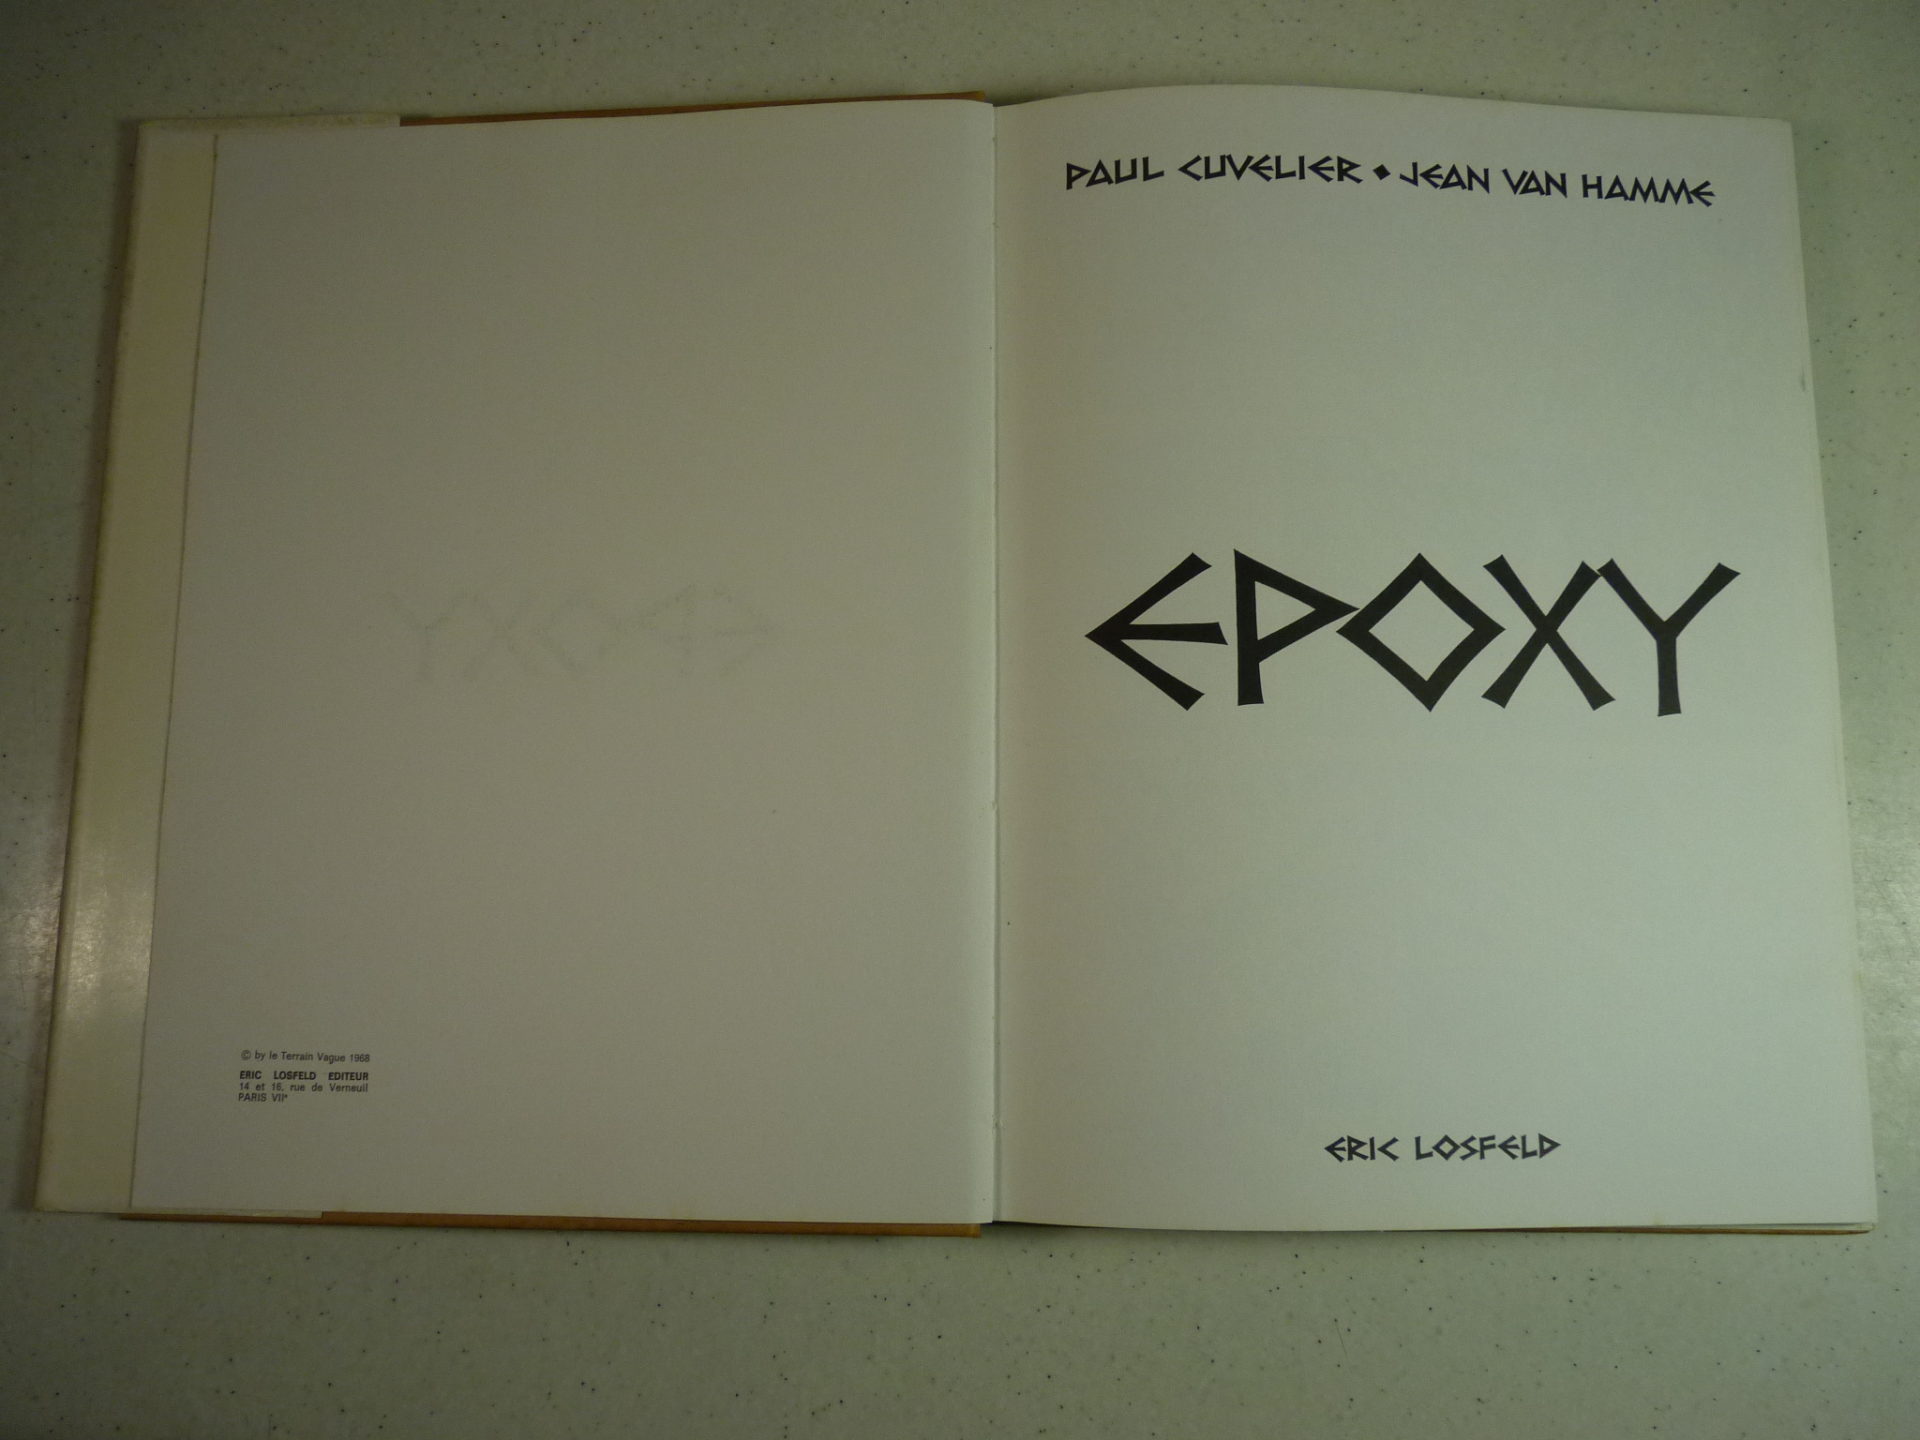 © by le Terrain Vague 1968
ERIC LOSFELD EDITEUR
14 et 16, rue de Verneuil
PARIS VIIᵉ
PAUL CUVELIER ◆ JEAN VAN HAMME
EPOXY
ERIC LOSFELD